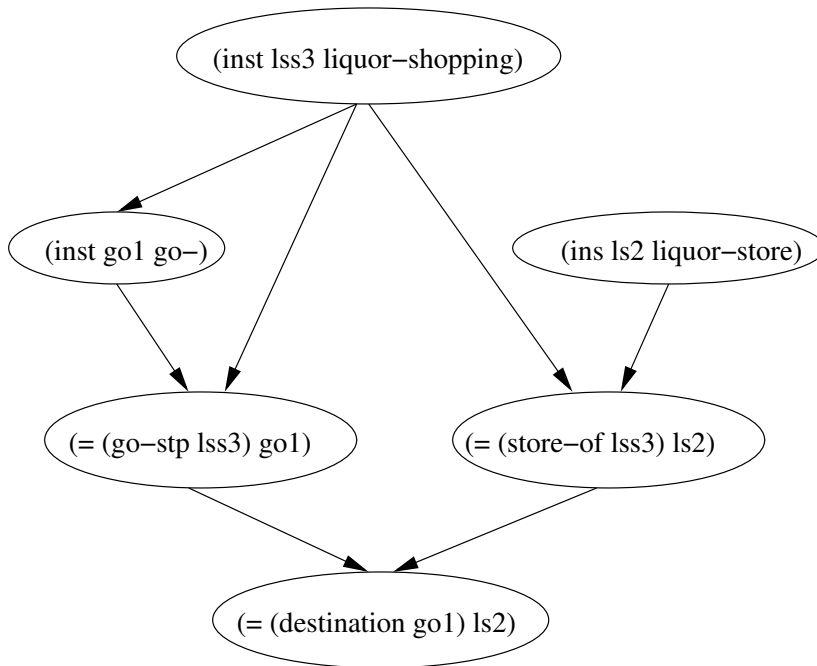 (inst lss3 liquor−shopping)
(inst go1 go−)
(ins ls2 liquor−store)
(= (go−stp lss3) go1)
(= (store−of lss3) ls2)
(= (destination go1) ls2)